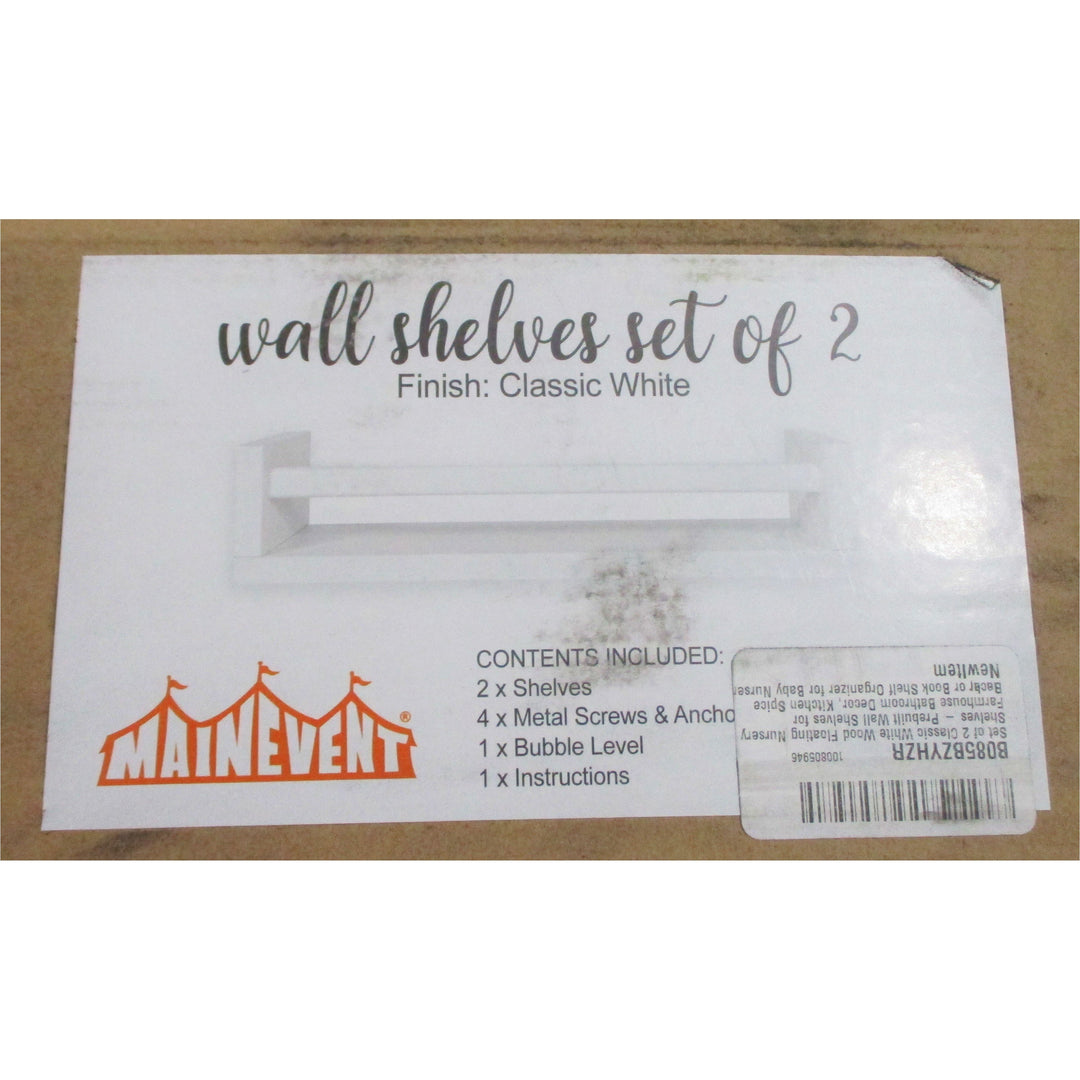 wall shelves set of 2
Finish: Classic White
CONTENTS INCLUDED:
2 x Shelves
4 x Metal Screws & Ancho
1 x Bubble Level
1 x Instructions
MAINEVENT®
B085BZYHZR 100805946
Set of 2 Classic White Wood Floating Nursery
Shelves – Prebuilt Wall Shelves for
Farmhouse Bathroom Decor, Kitchen Spice
or Book Shelf Organizer for Baby Nurser
NewItem